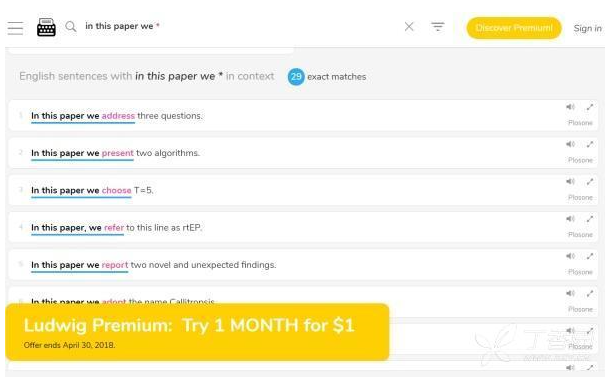 in this paper we *
Discover Premium!
Sign in
English sentences with in this paper we * in context 29 exact matches
1 In this paper we address three questions.
Plosone
2 In this paper we present two algorithms.
Plosone
3 In this paper we choose T=5.
Plosone
4 In this paper, we refer to this line as rtEP.
Plosone
5 In this paper we report two novel and unexpected findings.
Plosone
6 In this paper we adopt the name Callitropsis.
Plosone
Ludwig Premium: Try 1 MONTH for $1
Offer ends April 30, 2018.
Plosone
丁香园